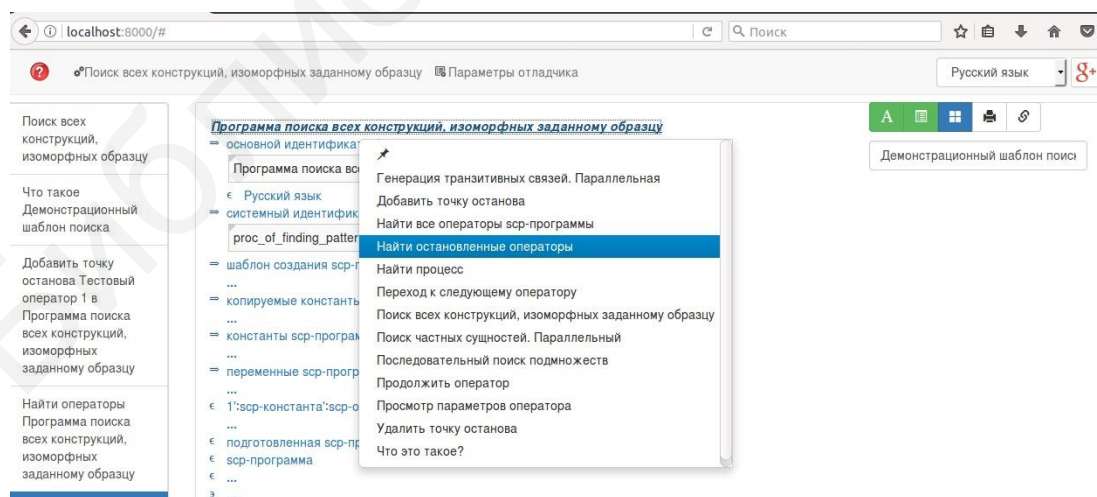 localhost:8000/#
Поиск
Поиск всех конструкций, изоморфных заданному образцу
Параметры отладчика
Русский язык
g+
Поиск всех
конструкций,
изоморфных образцу
Что такое
Демонстрационный
шаблон поиска
Добавить точку
останова Тестовый
оператор 1 в
Программа поиска
всех конструкций,
изоморфных
заданному образцу
Найти операторы
Программа поиска
всех конструкций,
изоморфных
заданному образцу
Программа поиска всех конструкций, изоморфных заданному образцу
⇒ основной идентифика
Программа поиска вс
∈ Русский язык
⇒ системный идентифик
proc_of_finding_patter
⇒ шаблон создания scp-
...
⇒ копируемые константы
...
⇒ константы scp-програм
...
⇒ переменные scp-прогр
...
∈ 1':scp-константа':scp-о
...
∈ подготовленная scp-п
∈ scp-программа
∈ ...
Генерация транзитивных связей. Параллельная
Добавить точку останова
Найти все операторы scp-программы
Найти остановленные операторы
Найти процесс
Переход к следующему оператору
Поиск всех конструкций, изоморфных заданному образцу
Поиск частных сущностей. Параллельный
Последовательный поиск подмножеств
Продолжить оператор
Просмотр параметров оператора
Удалить точку останова
Что это такое?
A
Демонстрационный шаблон поис